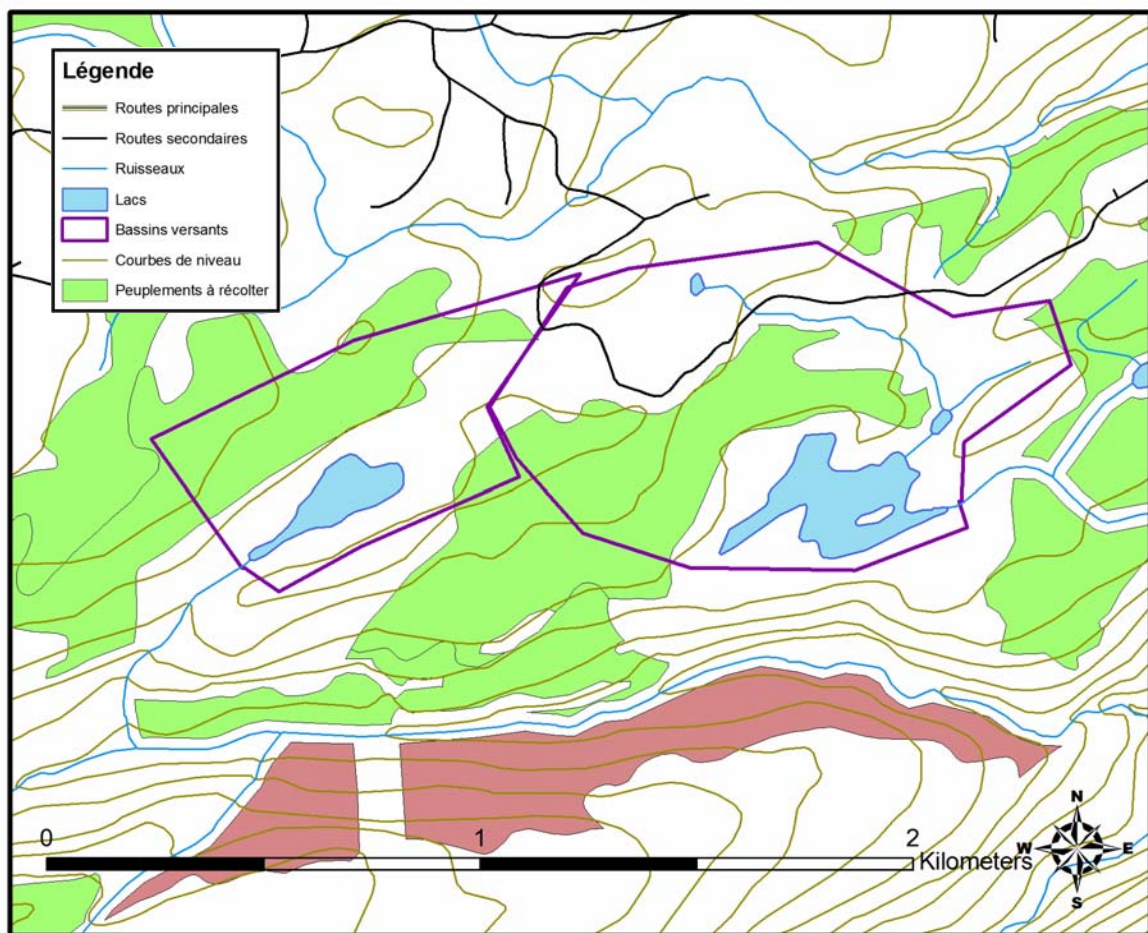 Légende
Routes principales
Routes secondaires
Ruisseaux
Lacs
Bassins versants
Courbes de niveau
Peuplements à récolter
0 1 2
Kilometers
N
W E
S